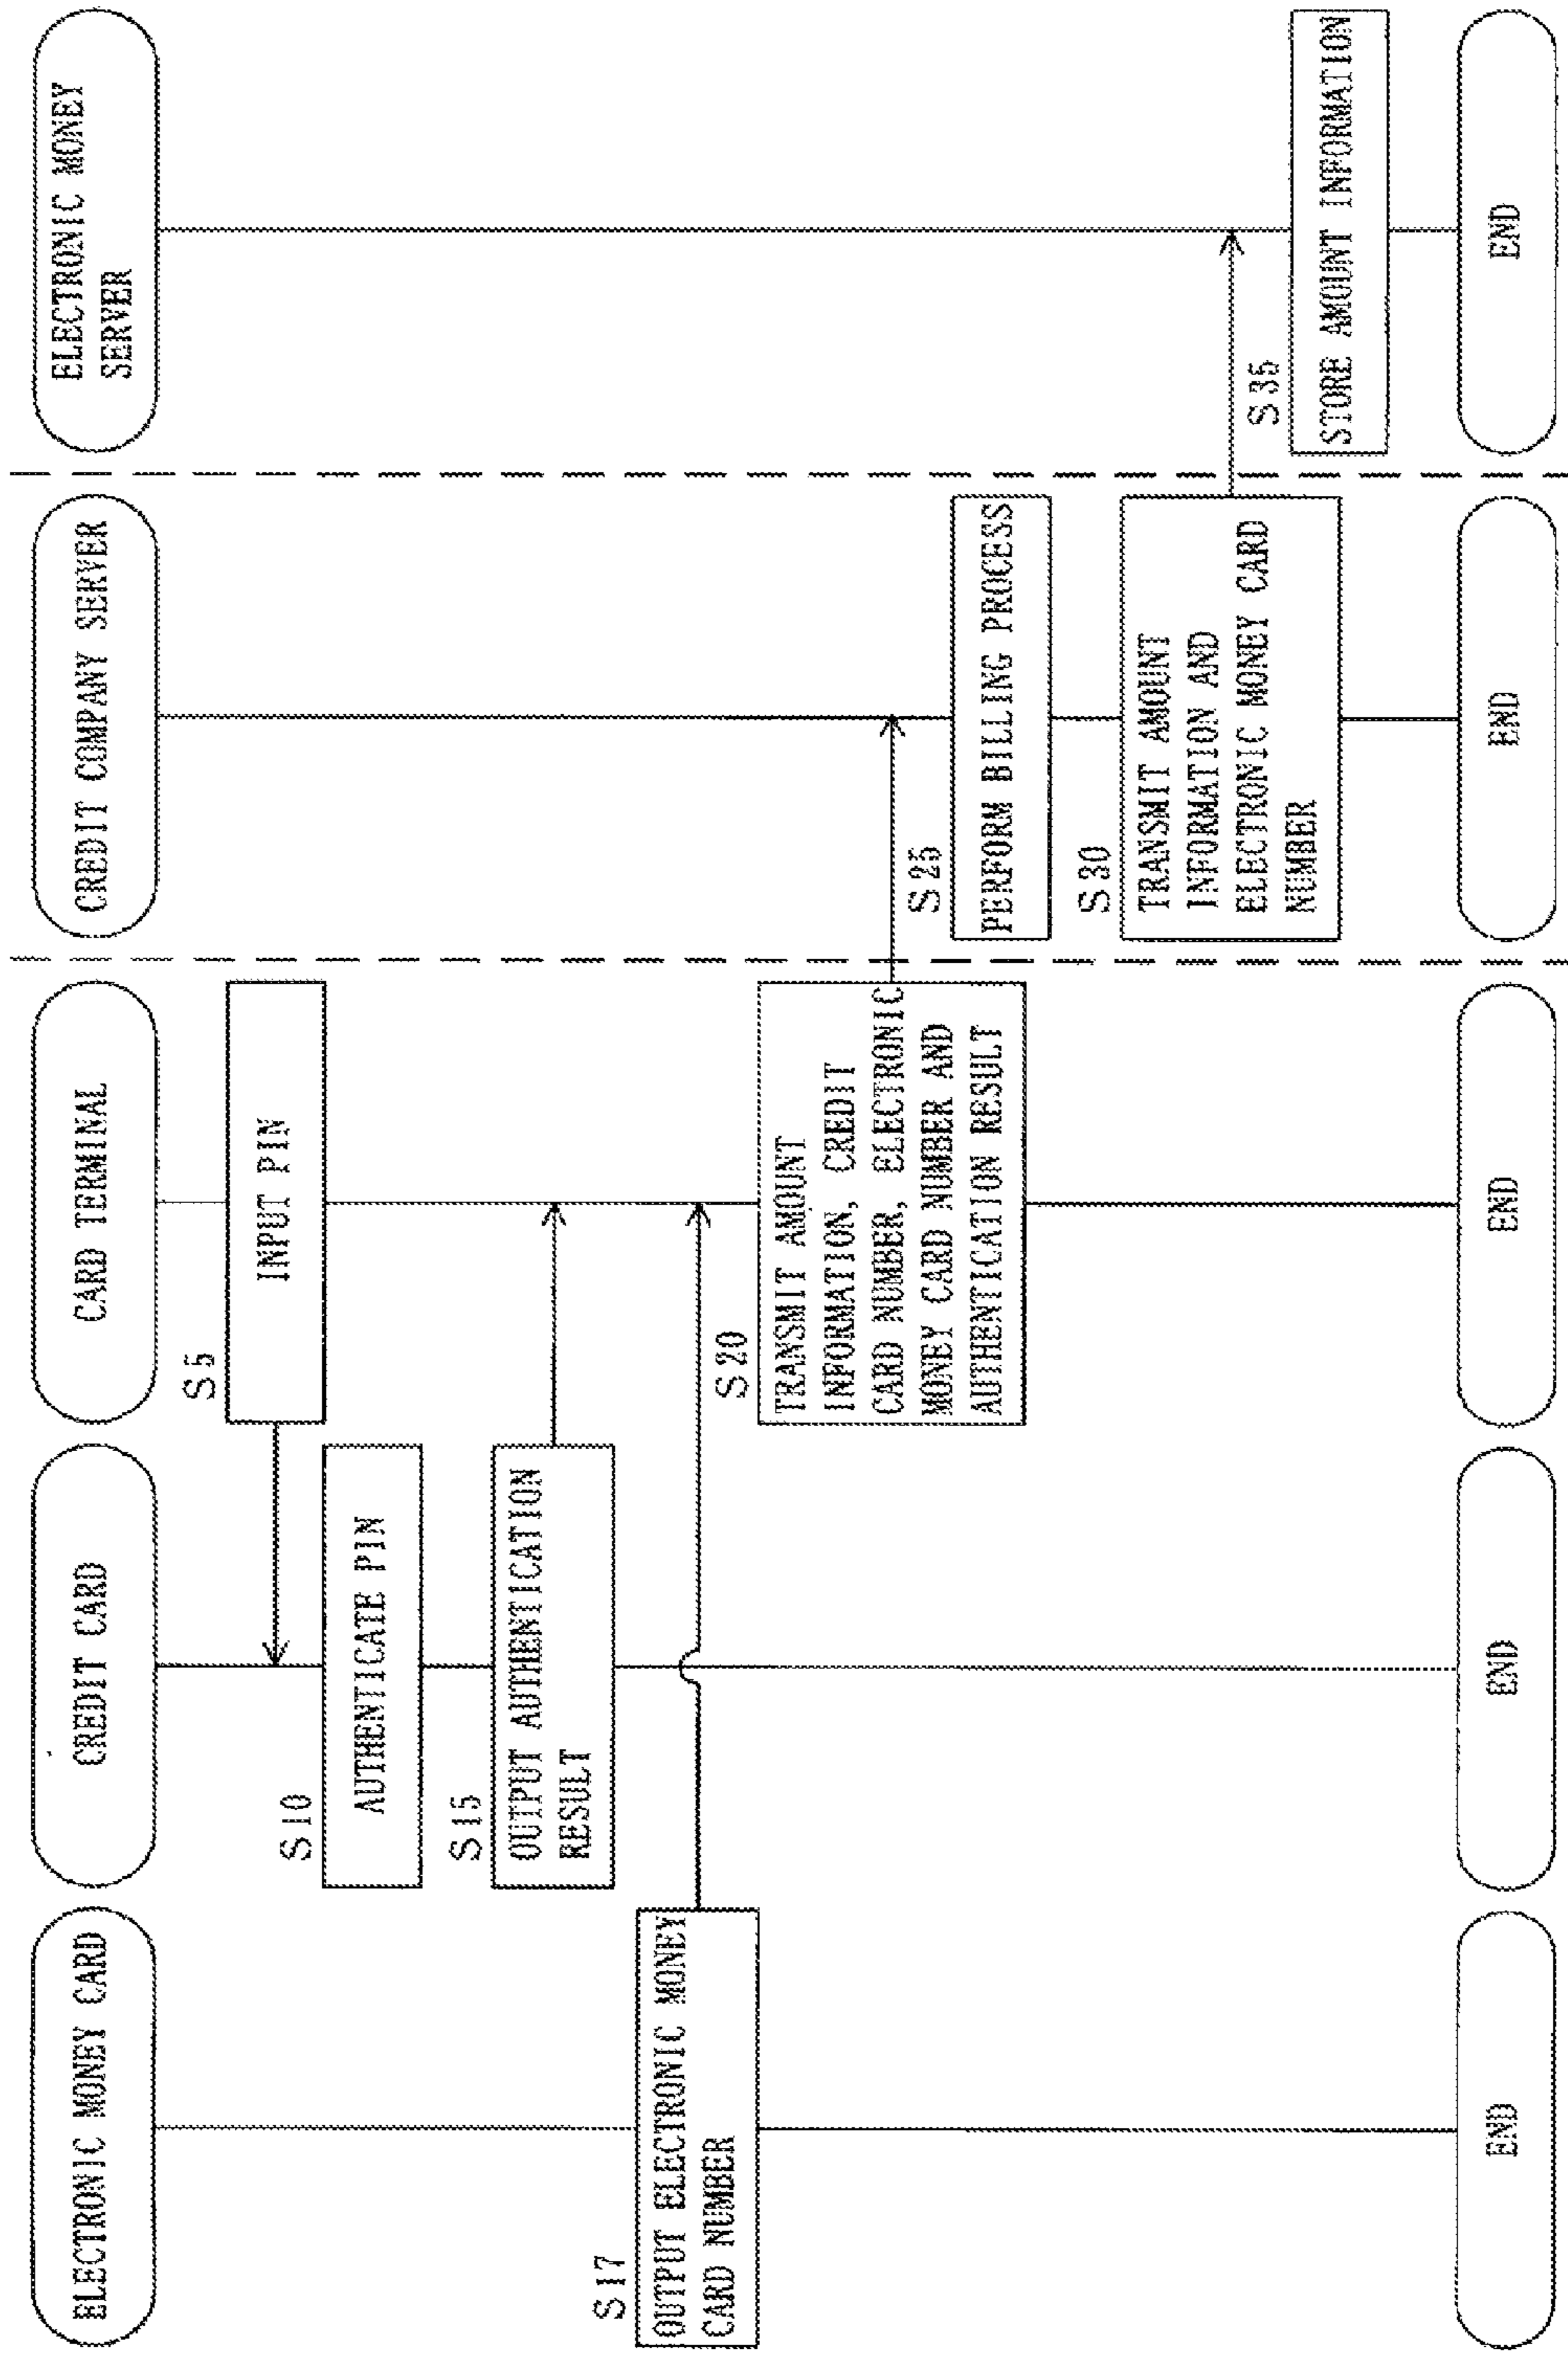 ELECTRONIC MONEY CARD
CREDIT CARD
CARD TERMINAL
CREDIT COMPANY SERVER
ELECTRONIC MONEY
SERVER
S5
INPUT PIN
S10
AUTHENTICATE PIN
S15
OUTPUT AUTHENTICATION
RESULT
S17
OUTPUT ELECTRONIC MONEY
CARD NUMBER
S20
TRANSMIT AMOUNT
INFORMATION, CREDIT
CARD NUMBER, ELECTRONIC
MONEY CARD NUMBER AND
AUTHENTICATION RESULT
S25
PERFORM BILLING PROCESS
S30
TRANSMIT AMOUNT
INFORMATION AND
ELECTRONIC MONEY CARD
NUMBER
S35
STORE AMOUNT INFORMATION
END
END
END
END
END